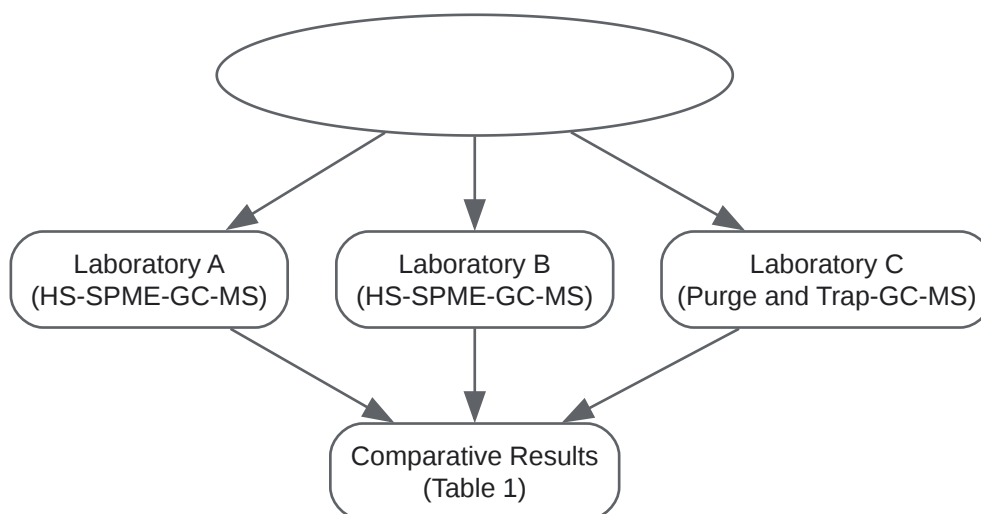 Laboratory A
(HS-SPME-GC-MS)
Laboratory B
(HS-SPME-GC-MS)
Laboratory C
(Purge and Trap-GC-MS)
Comparative Results
(Table 1)